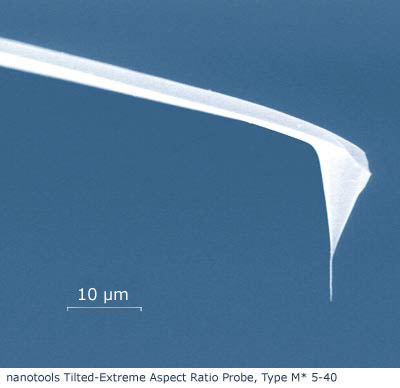 10 µm
nanotools Tilted-Extreme Aspect Ratio Probe, Type M* 5-40